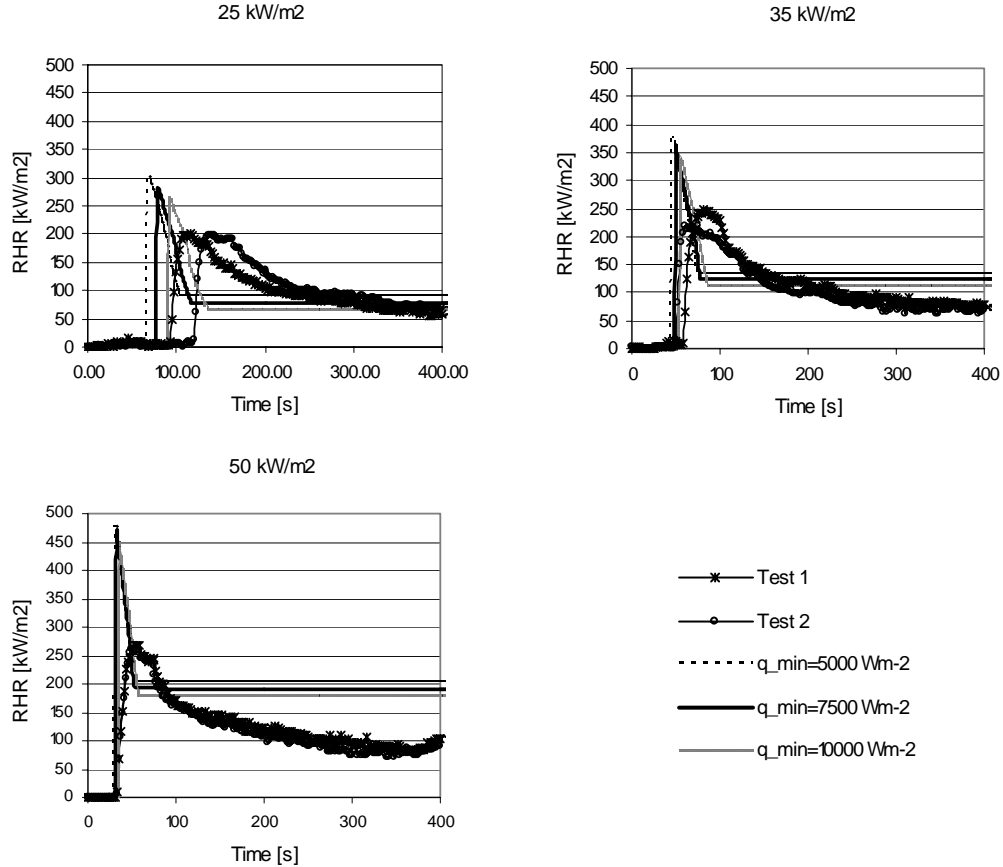 25 kW/m2
500
450
400
350
300
250
200
150
100
50
0
RHR [kW/m2]
0.00 100.00 200.00 300.00 400.00
Time [s]
35 kW/m2
500
450
400
350
300
250
200
150
100
50
0
RHR [kW/m2]
0 100 200 300 400
Time [s]
50 kW/m2
500
450
400
350
300
250
200
150
100
50
0
RHR [kW/m2]
0 100 200 300 400
Time [s]
Test 1
Test 2
q_min=5000 Wm-2
q_min=7500 Wm-2
q_min=10000 Wm-2